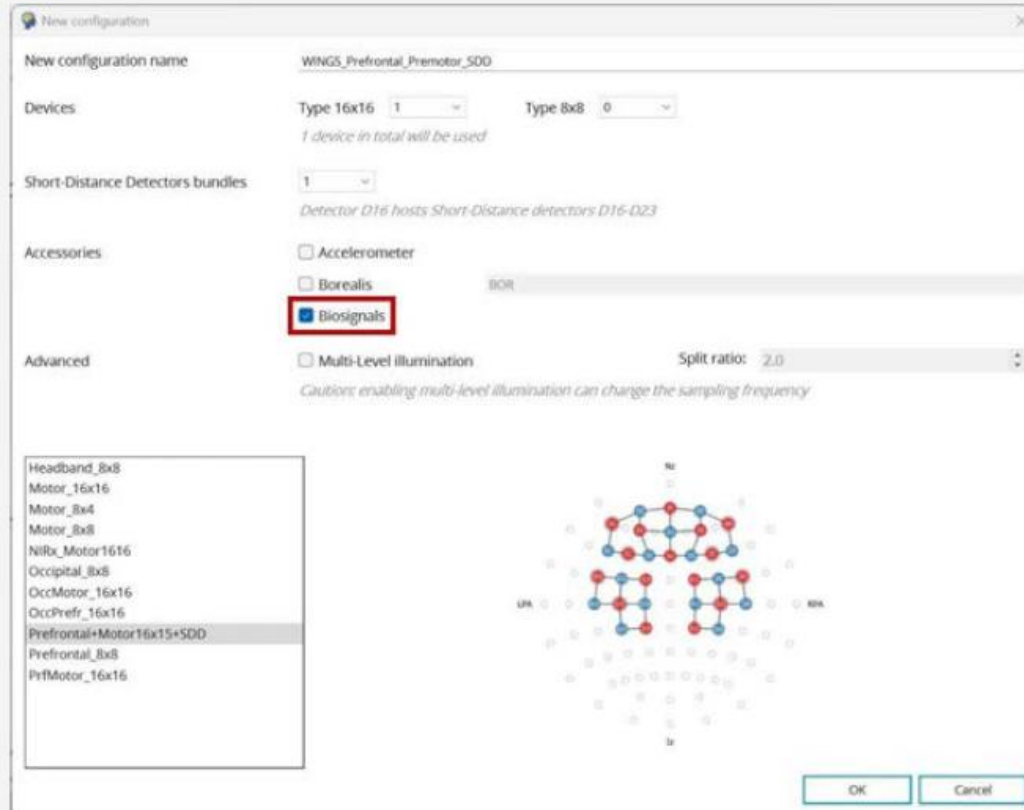 New configuration
New configuration name WINGS_Prefrontal_Premotor_SDD
Devices Type 16x16 1 Type 8x8 0
1 device in total will be used
Short-Distance Detectors bundles 1
Detector D16 hosts Short-Distance detectors D16-D23
Accessories Accelerometer
Borealis BOR
Biosignals
Advanced Multi-Level illumination Split ratio: 2.0
Caution: enabling multi-level illumination can change the sampling frequency
Headband_8x8
Motor_16x16
Motor_8x4
Motor_8x8
NIRx_Motor1616
Occipital_8x8
OccMotor_16x16
OccPrefr_16x16
Prefrontal+Motor16x15+SDD
Prefrontal_8x8
PrfMotor_16x16
Nz
LPA RPA
Iz
OK Cancel